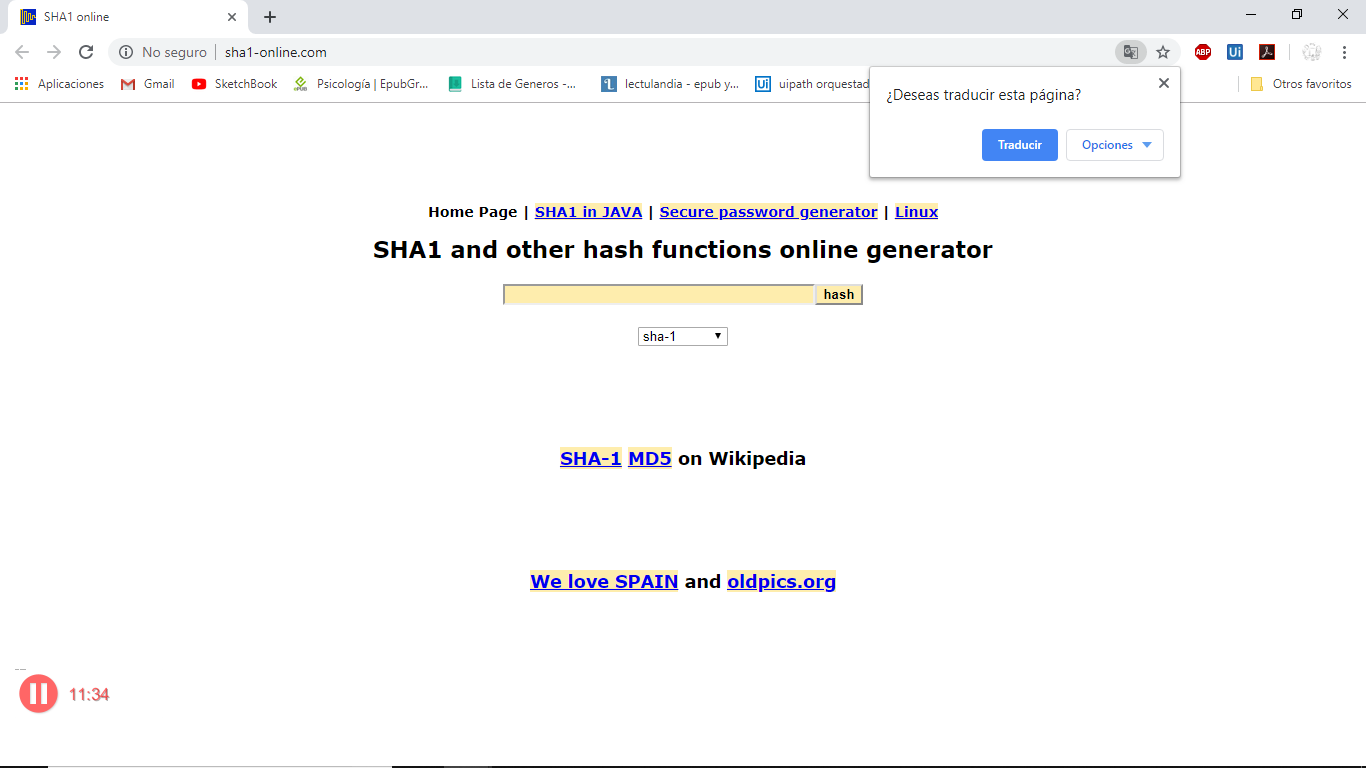 SHA1 online
No seguro | sha1-online.com
Aplicaciones Gmail SketchBook Psicología | EpubGr... Lista de Generos -... lectulandia - epub y... uipath orquestad Otros favoritos
¿Deseas traducir esta página?
Traducir Opciones
Home Page | SHA1 in JAVA | Secure password generator | Linux
SHA1 and other hash functions online generator
hash
sha-1
SHA-1 MD5 on Wikipedia
We love SPAIN and oldpics.org
11:34